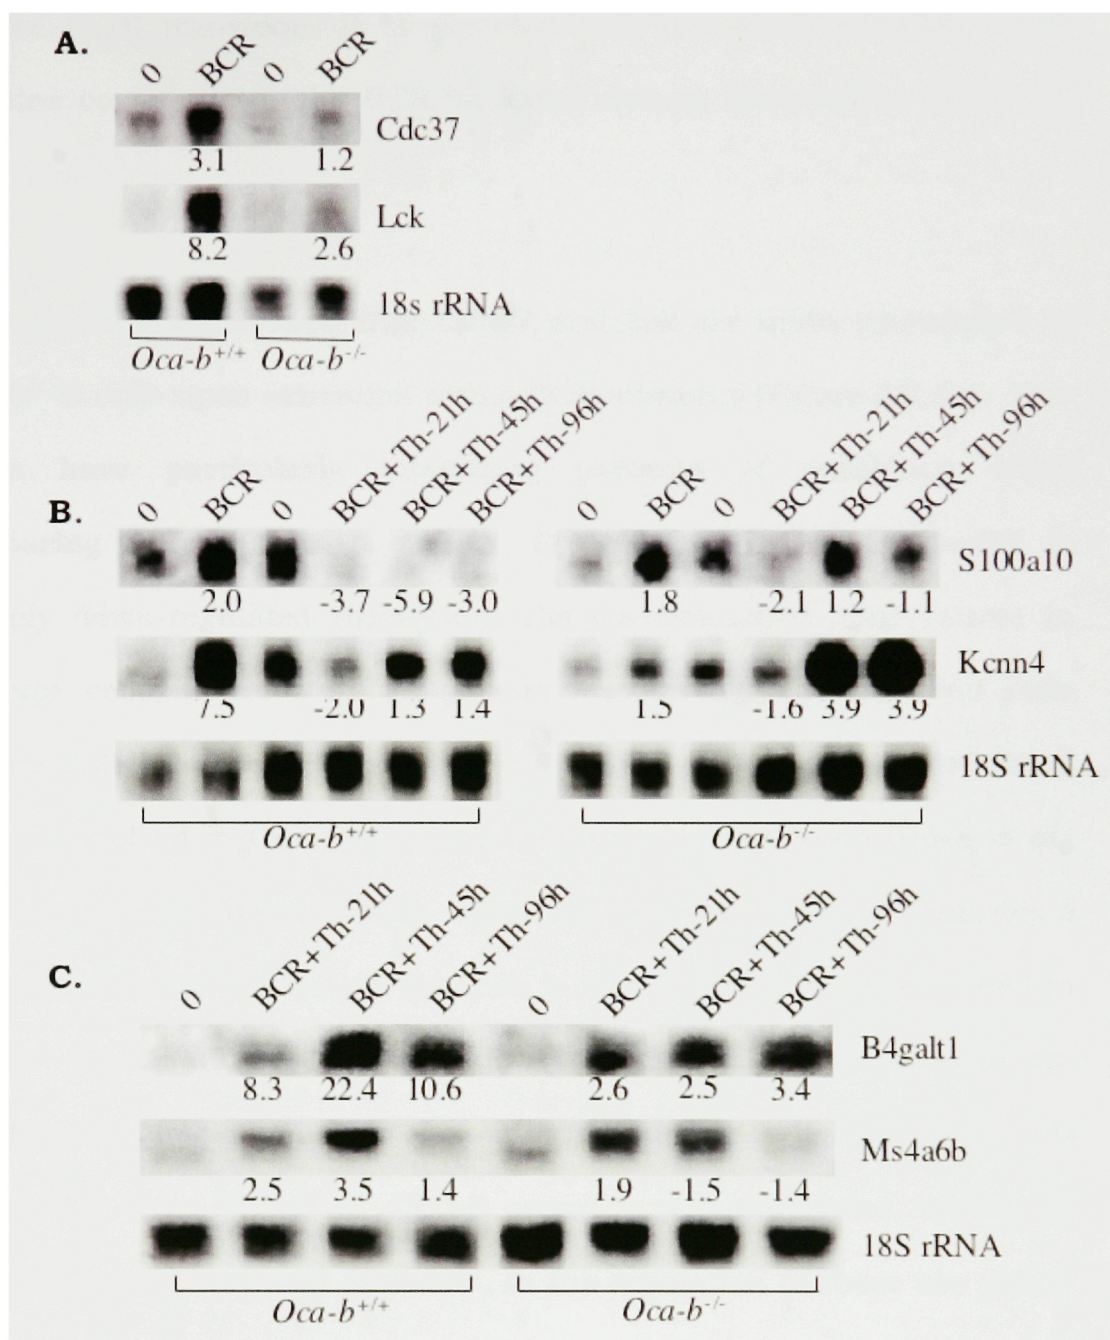 A.
0 BCR 0 BCR
Cdc37
3.1 1.2
Lck
8.2 2.6
18s rRNA
Oca-b+/+ Oca-b-/-
B.
0 BCR 0 BCR+Th-21h BCR+Th-45h BCR+Th-96h 0 BCR 0 BCR+Th-21h BCR+Th-45h BCR+Th-96h
S100a10
2.0 -3.7 -5.9 -3.0 1.8 -2.1 1.2 -1.1
Kcnn4
7.5 -2.0 1.3 1.4 1.5 -1.6 3.9 3.9
18S rRNA
Oca-b+/+ Oca-b-/-
C.
0 BCR+Th-21h BCR+Th-45h BCR+Th-96h 0 BCR+Th-21h BCR+Th-45h BCR+Th-96h
B4galt1
8.3 22.4 10.6 2.6 2.5 3.4
Ms4a6b
2.5 3.5 1.4 1.9 -1.5 -1.4
18S rRNA
Oca-b+/+ Oca-b-/-